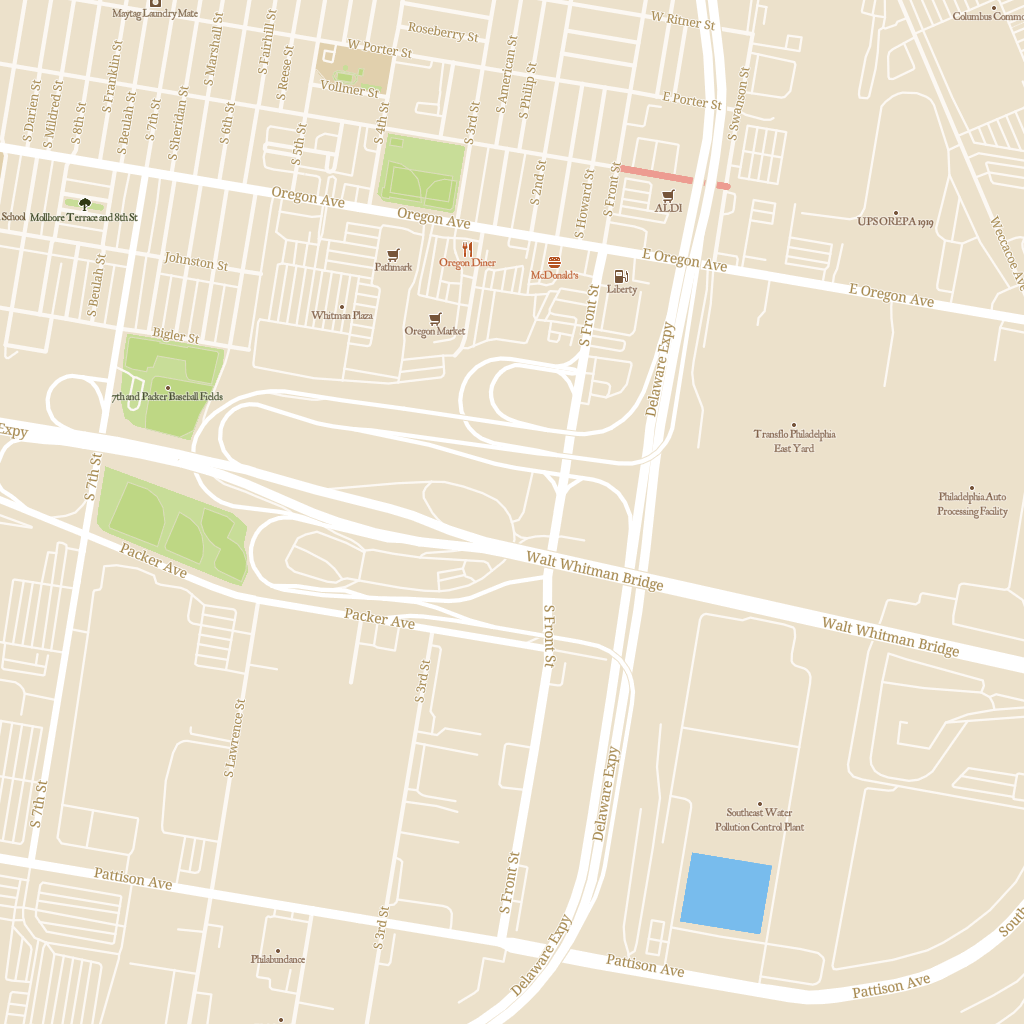 Maytag Laundry Mate
Roseberry St
W Ritner St
Columbus Commo
W Porter St
S Marshall St
S Fairhill St
S Franklin St
S Reese St
S American St
S Philip St
Vollmer St
E Porter St
S Swanson St
S Darien St
S Mildred St
S 8th St
S Beulah St
S 7th St
S Sheridan St
S 6th St
S 5th St
S 4th St
S 3rd St
S 2nd St
S Howard St
S Front St
School
Mollbore Terrace and 8th St
Oregon Ave
Oregon Ave
ALDI
UPS OREPA 1919
Weccacoe Ave
Johnston St
Pathmark
Oregon Diner
McDonald's
E Oregon Ave
Liberty
E Oregon Ave
S Beulah St
Whitman Plaza
Oregon Market
S Front St
Bigler St
Delaware Expy
7th and Packer Baseball Fields
Expy
Transflo Philadelphia
East Yard
S 7th St
Philadelphia Auto
Processing Facility
Packer Ave
Walt Whitman Bridge
Packer Ave
S Front St
Walt Whitman Bridge
S 3rd St
S Lawrence St
Delaware Expy
S 7th St
Southeast Water
Pollution Control Plant
Pattison Ave
S Front St
S 3rd St
Delaware Expy
South
Philabundance
Pattison Ave
Pattison Ave